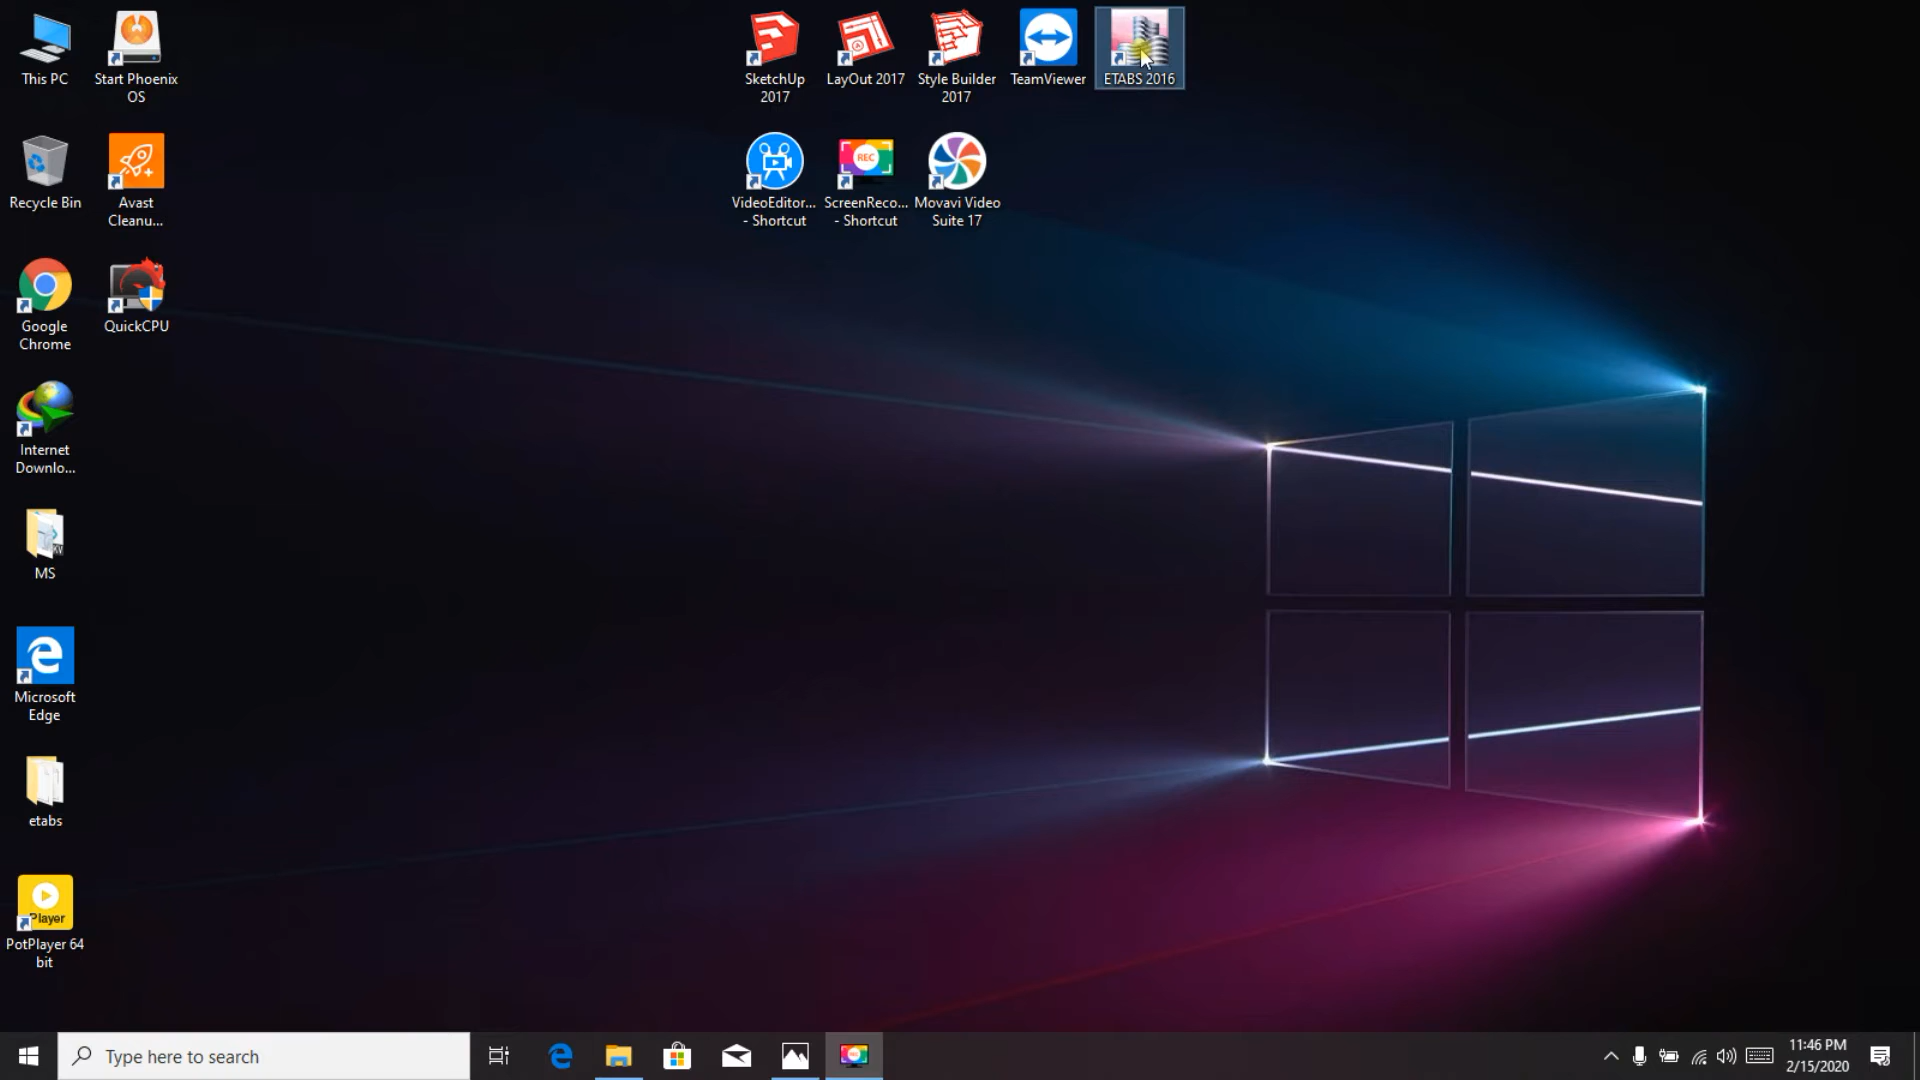 This PC
Start Phoenix
OS
SketchUp
2017
LayOut 2017
Style Builder
2017
TeamViewer
ETABS 2016
Recycle Bin
Avast
Cleanu...
VideoEditor...
- Shortcut
REC
ScreenReco...
- Shortcut
Movavi Video
Suite 17
Google
Chrome
QuickCPU
Internet
Downlo...
MS
Microsoft
Edge
etabs
Player
PotPlayer 64
bit
Type here to search
11:46 PM
2/15/2020